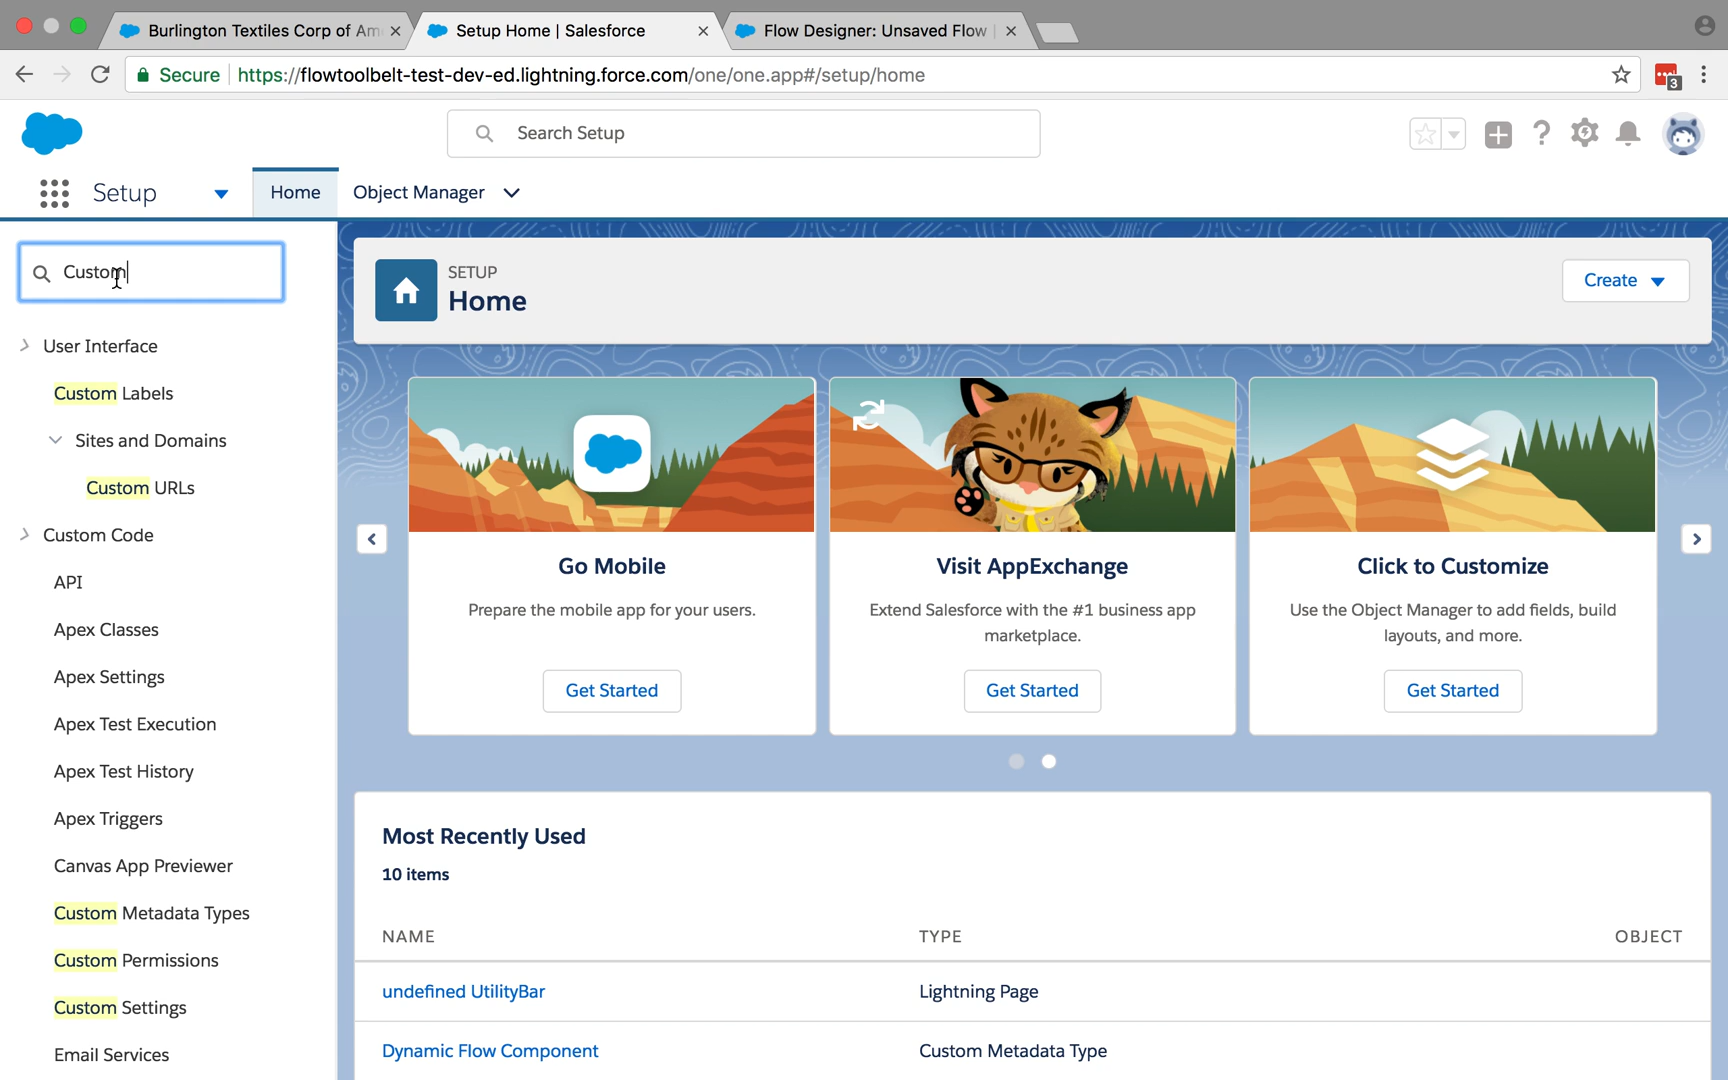 Burlington Textiles Corp of Am
Setup Home | Salesforce
Flow Designer: Unsaved Flow
Secure
https://flowtoolbelt-test-dev-ed.lightning.force.com/one/one.app#/setup/home
3
Search Setup
Setup
Home
Object Manager
Custom
User Interface
Custom Labels
Sites and Domains
Custom URLs
Custom Code
API
Apex Classes
Apex Settings
Apex Test Execution
Apex Test History
Apex Triggers
Canvas App Previewer
Custom Metadata Types
Custom Permissions
Custom Settings
Email Services
SETUP
Home
Create
Go Mobile
Prepare the mobile app for your users.
Get Started
Visit AppExchange
Extend Salesforce with the #1 business app
marketplace.
Get Started
Click to Customize
Use the Object Manager to add fields, build
layouts, and more.
Get Started
Most Recently Used
10 items
NAME TYPE OBJECT
undefined UtilityBar Lightning Page
Dynamic Flow Component Custom Metadata Type